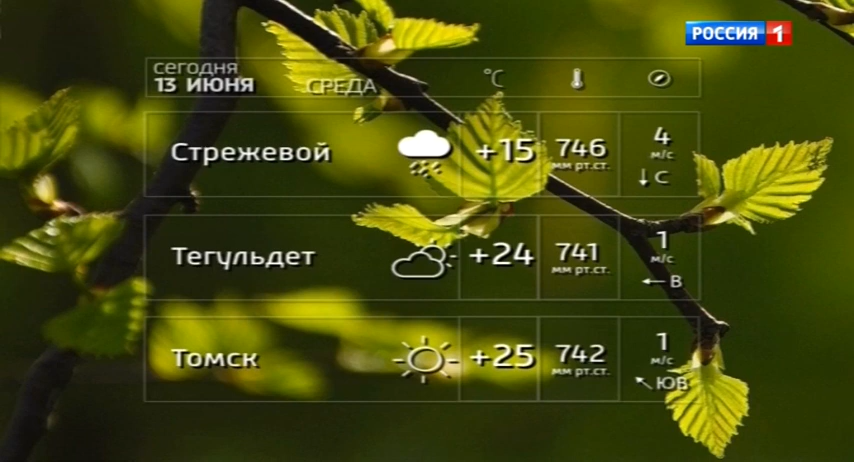 РОССИЯ 1
сегодня
13 ИЮНЯ СРЕДА °C
Стрежевой +15 746 мм рт.ст. 4 м/с
↓ С
Тегульдет +24 741 мм рт.ст. 1 м/с
← В
Томск +25 742 мм рт.ст. 1 м/с
↖ ЮВ